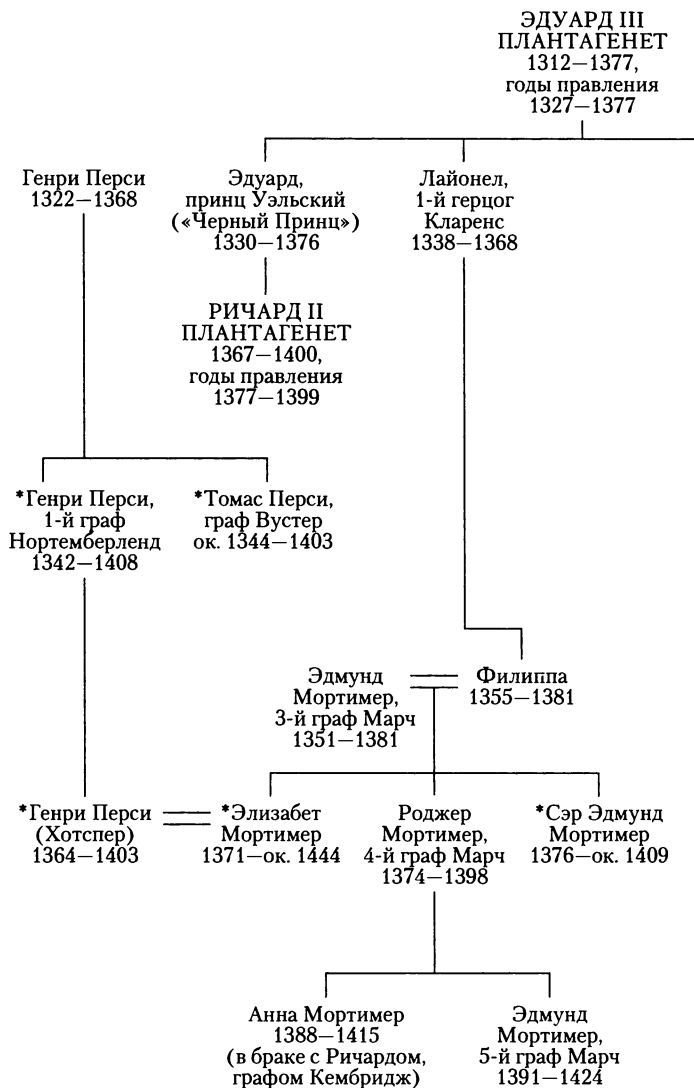 ЭДУАРД III
ПЛАНТАГЕНЕТ
1312—1377,
годы правления
1327—1377
Генри Перси
1322—1368
Эдуард,
принц Уэльский
(«Черный Принц»)
1330—1376
Лайонел,
1-й герцог
Кларенс
1338—1368
РИЧАРД II
ПЛАНТАГЕНЕТ
1367—1400,
годы правления
1377—1399
*Генри Перси,
1-й граф
Нортемберленд
1342—1408
*Томас Перси,
граф Вустер
ок. 1344—1403
Эдмунд
Мортимер,
3-й граф Марч
1351—1381
Филиппа
1355—1381
*Генри Перси
(Хотспер)
1364—1403
*Элизабет
Мортимер
1371—ок. 1444
Роджер
Мортимер,
4-й граф Марч
1374—1398
*Сэр Эдмунд
Мортимер
1376—ок. 1409
Анна Мортимер
1388—1415
(в браке с Ричардом,
графом Кембридж)
Эдмунд
Мортимер,
5-й граф Марч
1391—1424